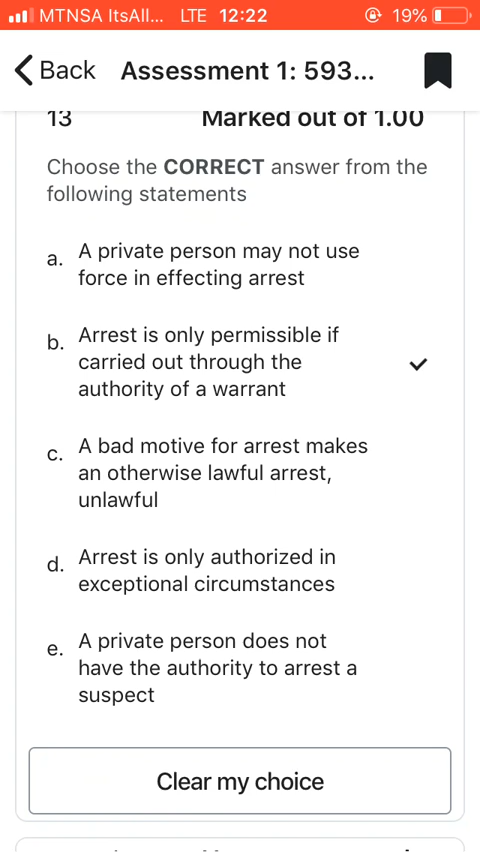 MTNSA ItsAll... LTE 12:22 19%
Back Assessment 1: 593...
13 Marked out of 1.00
Choose the CORRECT answer from the
following statements
a. A private person may not use
force in effecting arrest
b. Arrest is only permissible if
carried out through the
authority of a warrant
c. A bad motive for arrest makes
an otherwise lawful arrest,
unlawful
d. Arrest is only authorized in
exceptional circumstances
e. A private person does not
have the authority to arrest a
suspect
Clear my choice